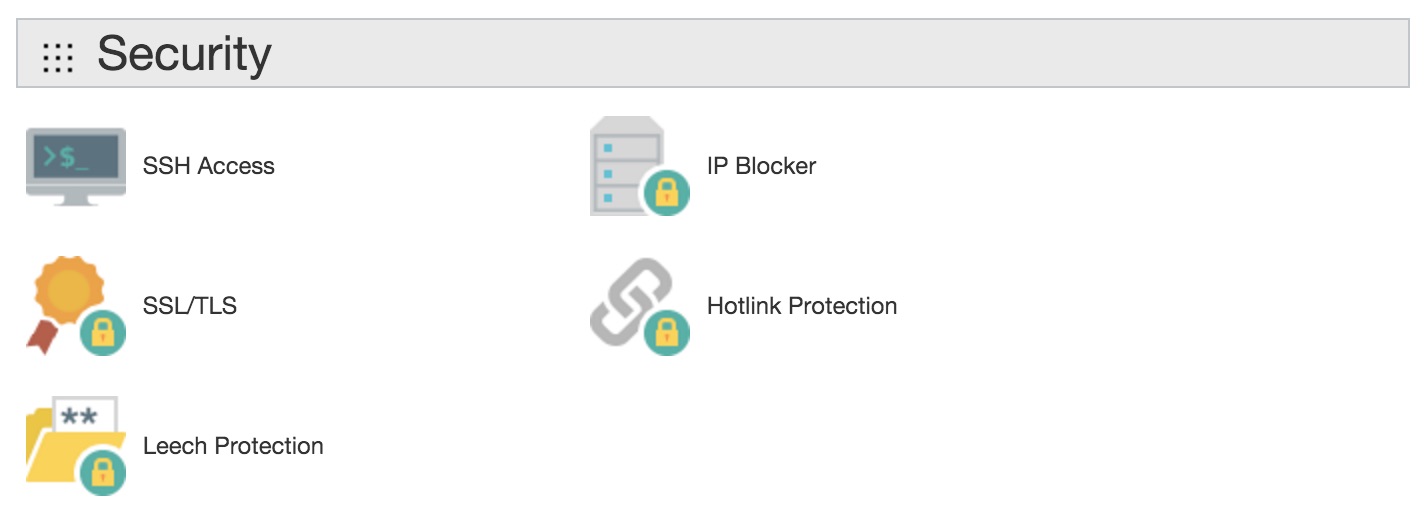 Security
>$_
SSH Access
IP Blocker
SSL/TLS
Hotlink Protection
**
Leech Protection